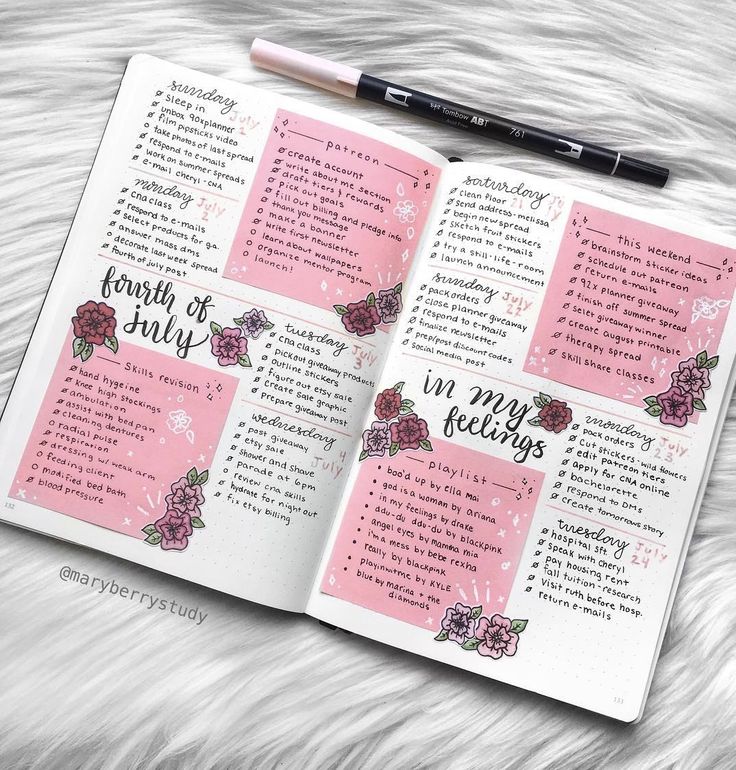 sunday
July 1
sleep in
unbox 90xplanner
film pipsticks video
take photos of last spread
respond to e-mails
work on summer spreads
e-mail cheryl - CNA
monday
July 2
cna class
respond to e-mails
select products for ga.
answer mass dms
decorate last week spread
fourth of july post
patreon
create account
write about me section
draft tiers & rewards
pick out goals
fill out billing and pledge info
thank you message
make a banner
write first newsletter
learn about wallpapers
organize mentor program
launch!
fourth of
july
skills revision
hand hygeine
knee high stockings
ambulation
assist with bed pan
cleaning dentures
radial pulse
respiration
dressing w/ weak arm
feeding client
modified bed bath
blood pressure
tuesday
July 3
cna class
pickout giveaway products
outline stickers
figure out etsy sale
create sale graphic
prepare giveaway post
wednesday
July 4
post giveaway
etsy sale
shower and shave
parade at 6pm
review cna skills
hydrate for night out
fix etsy billing
132
@maryberrystudy
Tombow ABT
761
saturday
July 21
clean floor
send address - melissa
begin new spread
sketch fruit stickers
respond to e-mails
try a still-life-room
launch announcement
sunday
July 22
pack orders
close planner giveaway
respond to e-mails
finalize newsletter
prep/post discount codes
social media post
this weekend
brainstorm sticker ideas
schedule out patreon
return e-mails
92x planner giveaway
finish off summer spread
select giveaway winner
create august printable
therapy spread
skill share classes
in my
feelings
playlist
boo'd up by ella mai
god is a woman by ariana
in my feelings by drake
ddu-du ddu-du by blackpink
angel eyes by mamma mia
i'm a mess by bebe rexha
really by blackpink
playinwitme by KYLE
blue by marina + the
diamonds
monday
July 23
pack orders
cut stickers - wild flowers
edit patreon tiers
apply for CNA online
bachelorette
respond to DMs
create tomorrows story
tuesday
July 24
hospital sft.
speak with cheryl
pay housing rent
fall tuition - research
visit ruth before hosp.
return e-mails